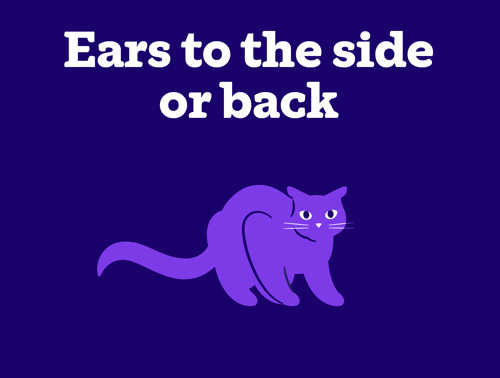 Ears to the side
or back